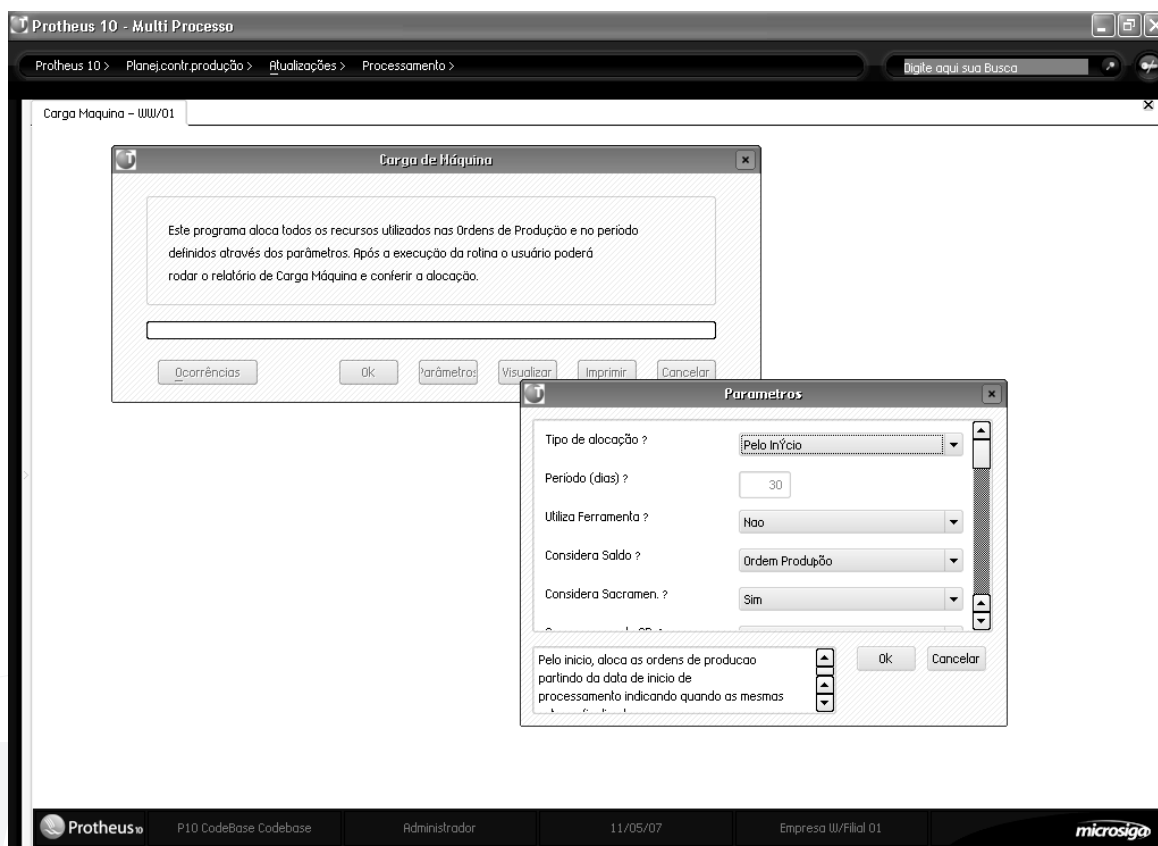 Protheus 10 - Multi Processo
Protheus 10 > Planej.contr.produção > Atualizações > Processamento >
Digite aqui sua Busca
Carga Maquina - WW/01
Carga de Máquina
Este programa aloca todos os recursos utilizados nas Ordens de Produção e no período
definidos através dos parâmetros. Após a execução da rotina o usuário poderá
rodar o relatório de Carga Máquina e conferir a alocação.
Ocorrências Ok Parâmetros Visualizar Imprimir Cancelar
Parametros
Tipo de alocação ? Pelo InÝcio
Período (dias) ? 30
Utiliza Ferramenta ? Nao
Considera Saldo ? Ordem Produþõo
Considera Sacramen. ? Sim
Pelo inicio, aloca as ordens de producao
partindo da data de inicio de
processamento indicando quando as mesmas
Ok Cancelar
Protheus 10 P10 CodeBase Codebase Administrador 11/05/07 Empresa W/Filial 01 microsiga